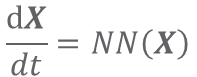 dX/dt = NN(X)